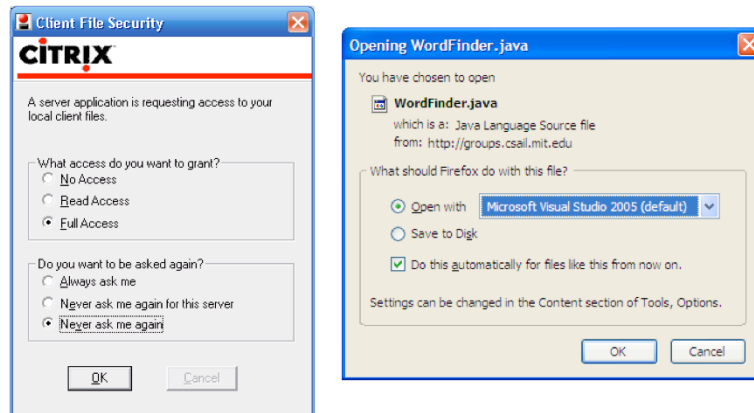 Client File Security
CITRIX
A server application is requesting access to your
local client files.
What access do you want to grant?
No Access
Read Access
Full Access
Do you want to be asked again?
Always ask me
Never ask me again for this server
Never ask me again
OK
Cancel
Opening WordFinder.java
You have chosen to open
WordFinder.java
which is a: Java Language Source file
from: http://groups.csail.mit.edu
What should Firefox do with this file?
Open with Microsoft Visual Studio 2005 (default)
Save to Disk
Do this automatically for files like this from now on.
Settings can be changed in the Content section of Tools, Options.
OK Cancel